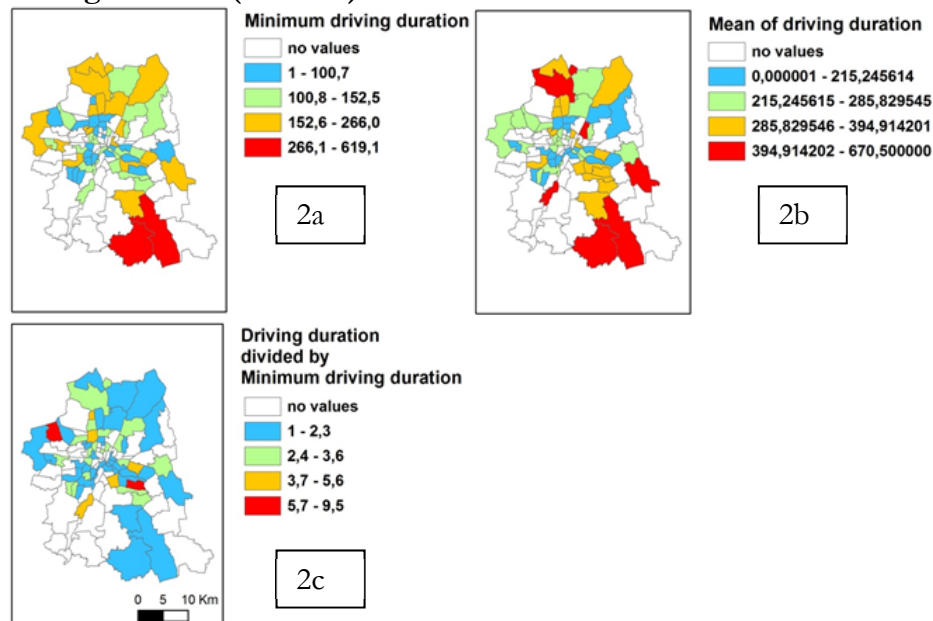 Minimum driving duration
no values
1 - 100,7
100,8 - 152,5
152,6 - 266,0
266,1 - 619,1
2a
Mean of driving duration
no values
0,000001 - 215,245614
215,245615 - 285,829545
285,829546 - 394,914201
394,914202 - 670,500000
2b
Driving duration
divided by
Minimum driving duration
no values
1 - 2,3
2,4 - 3,6
3,7 - 5,6
5,7 - 9,5
2c
0 5 10 Km